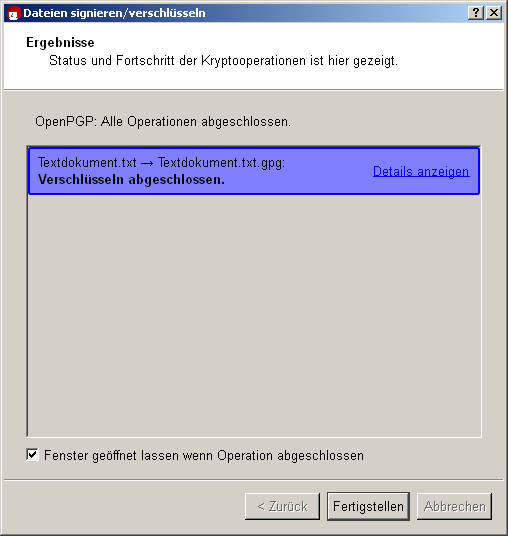 Dateien signieren/verschlüsseln
Ergebnisse
Status und Fortschritt der Kryptooperationen ist hier gezeigt.
OpenPGP: Alle Operationen abgeschlossen.
Textdokument.txt → Textdokument.txt.gpg:
Verschlüsseln abgeschlossen.
Details anzeigen
Fenster geöffnet lassen wenn Operation abgeschlossen
< Zurück
Fertigstellen
Abbrechen